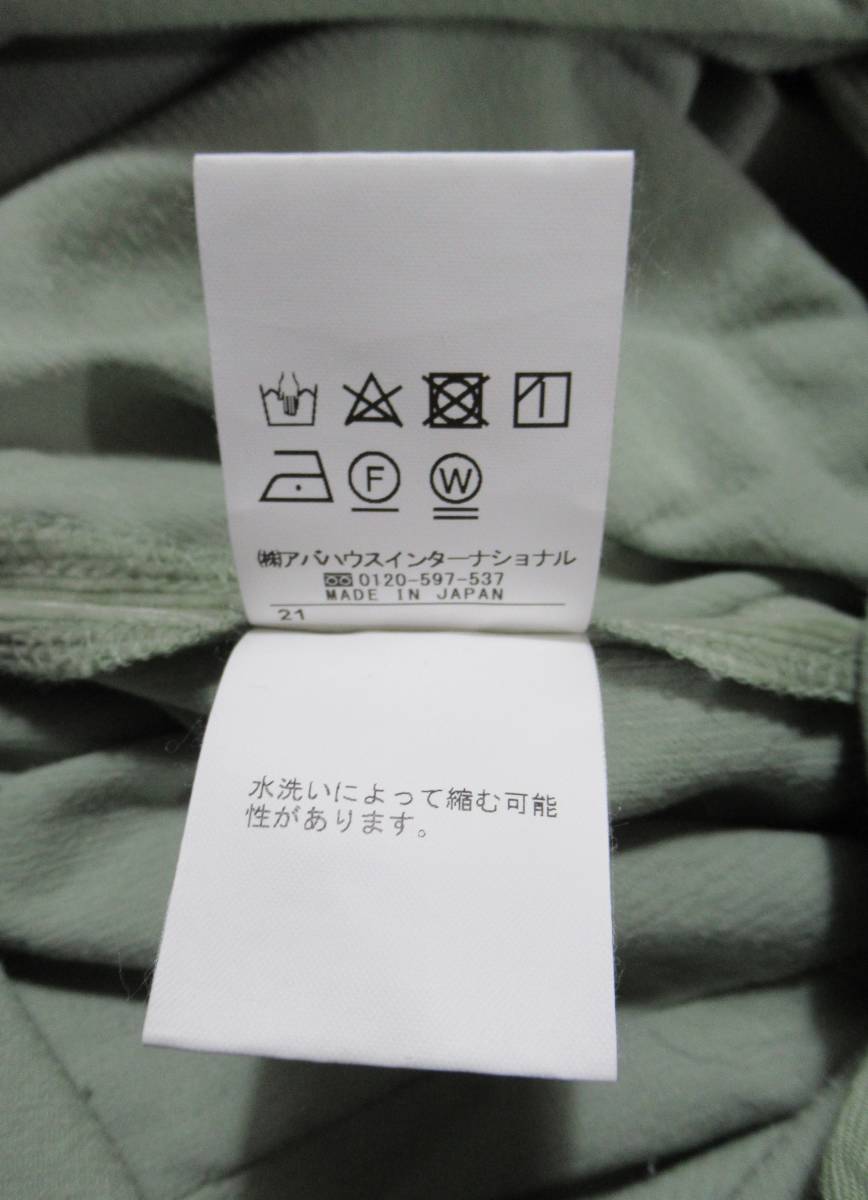 F W
㈱アバハウスインターナショナル
0120-597-537
MADE IN JAPAN
21
水洗いによって縮む可能
性があります。